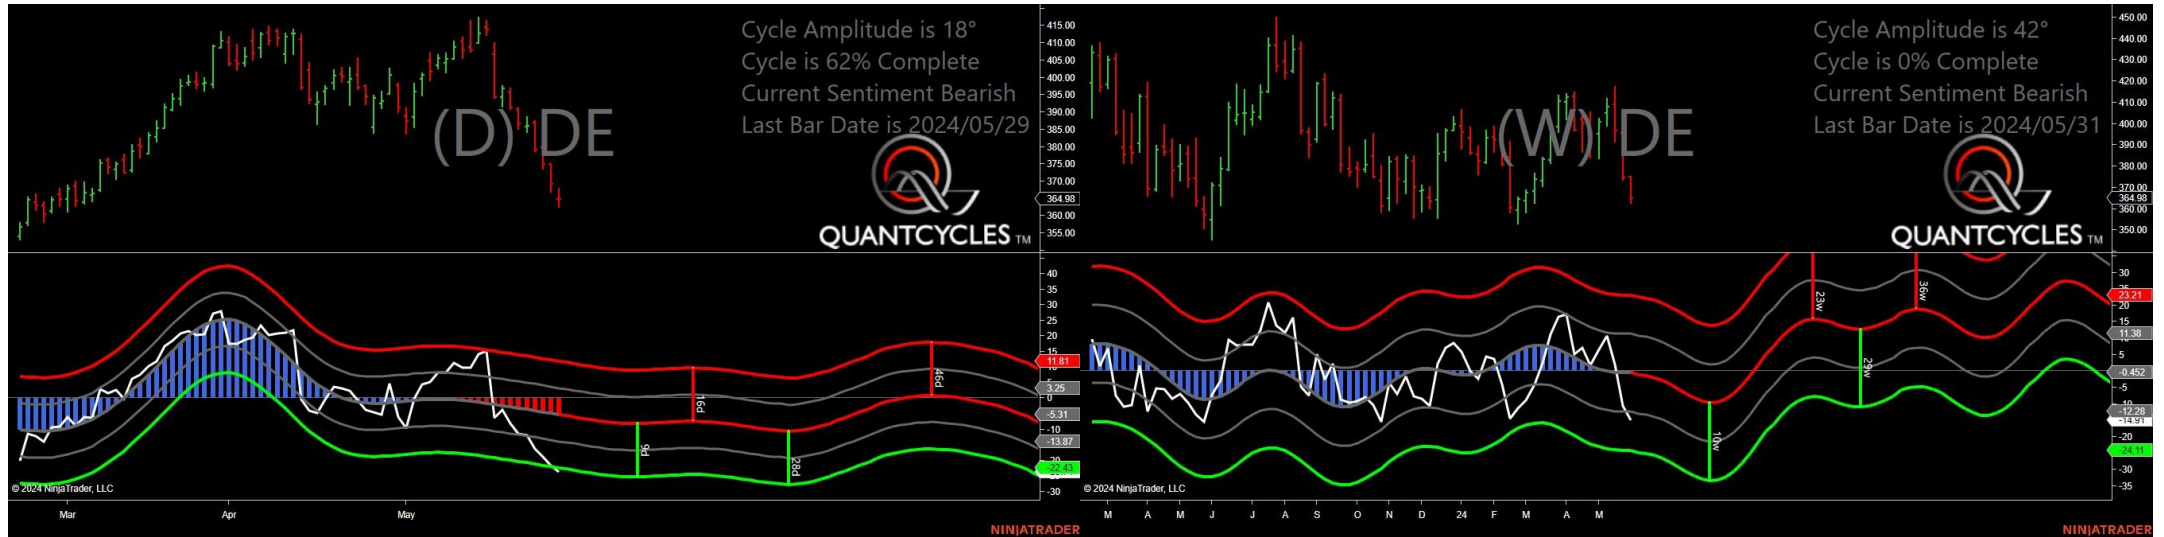 Cycle Amplitude is 18°
Cycle is 62% Complete
Current Sentiment Bearish
Last Bar Date is 2024/05/29
(D) DE
QUANTCYCLES TM
415.00
410.00
405.00
400.00
395.00
390.00
385.00
380.00
375.00
370.00
364.98
360.00
355.00
40
35
30
25
20
15
11.81
3.25
0
-5.31
-10
-13.87
-22.43
-30
9d
16d
28d
46d
© 2024 NinjaTrader, LLC
Mar Apr May
NINJATRADER
Cycle Amplitude is 42°
Cycle is 0% Complete
Current Sentiment Bearish
Last Bar Date is 2024/05/31
(W) DE
QUANTCYCLES TM
450.00
440.00
430.00
420.00
410.00
400.00
390.00
380.00
370.00
364.98
360.00
350.00
30
23.21
20
15
11.38
5
-0.452
-5
-12.28
-14.91
-20
-24.11
-30
-35
10w
23w
29w
36w
© 2024 NinjaTrader, LLC
M A M J J A S O N D 24 F M A M
NINJATRADER